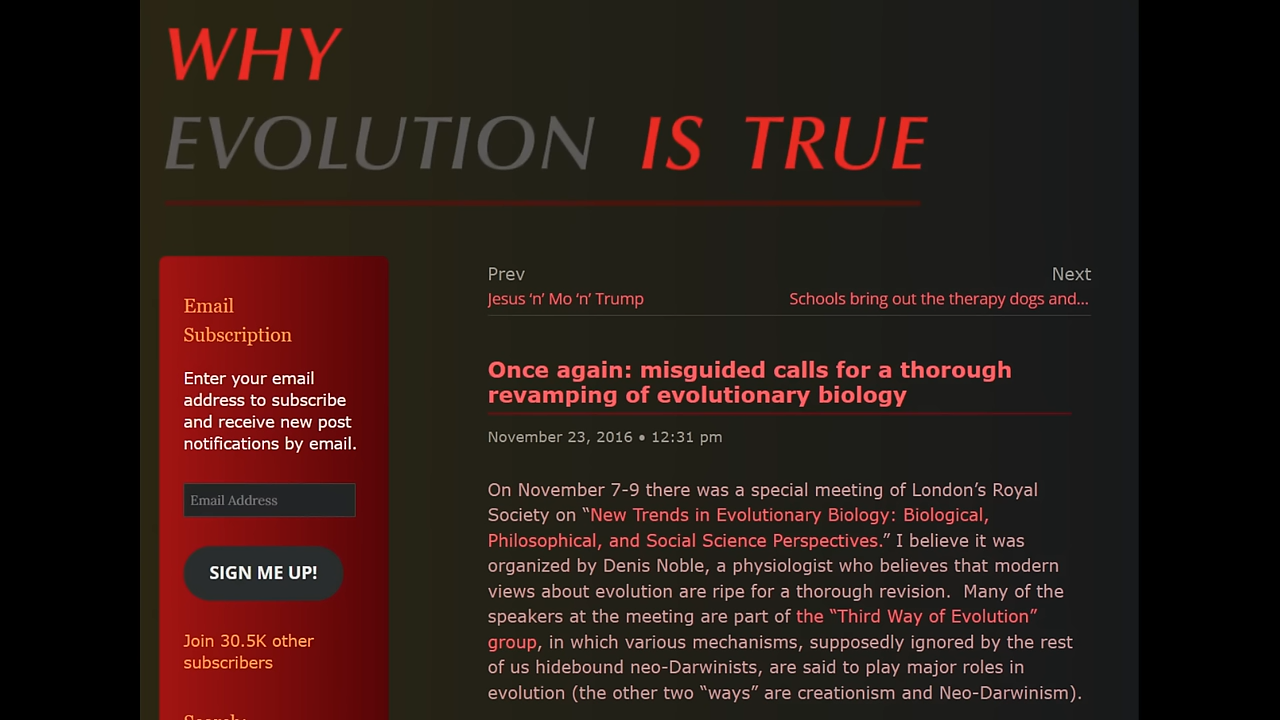 WHY
EVOLUTION IS TRUE
Email
Subscription
Enter your email
address to subscribe
and receive new post
notifications by email.
Email Address
SIGN ME UP!
Join 30.5K other
subscribers
Search:
Prev
Next
Jesus ‘n’ Mo ‘n’ Trump
Schools bring out the therapy dogs and…
Once again: misguided calls for a thorough
revamping of evolutionary biology
November 23, 2016 • 12:31 pm
On November 7-9 there was a special meeting of London’s Royal
Society on “New Trends in Evolutionary Biology: Biological,
Philosophical, and Social Science Perspectives.” I believe it was
organized by Denis Noble, a physiologist who believes that modern
views about evolution are ripe for a thorough revision.  Many of the
speakers at the meeting are part of the “Third Way of Evolution”
group, in which various mechanisms, supposedly ignored by the rest
of us hidebound neo-Darwinists, are said to play major roles in
evolution (the other two “ways” are creationism and Neo-Darwinism).